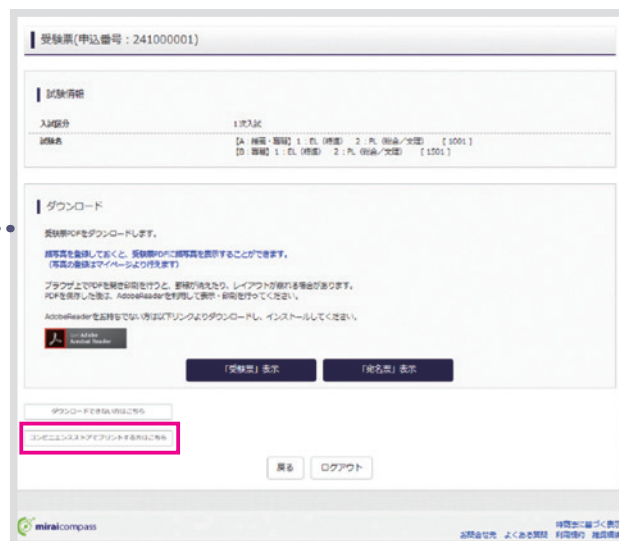 受験票(申込番号：241000001)
試験情報
入試区分 1次入試
試験名 【A：推薦・専願】1：EL（特進） 2：PL（総合／文理） [1001]
【B：専願】1：EL（特進） 2：PL（総合／文理） [1501]
ダウンロード
受験票PDFをダウンロードします。
顔写真を登録しておくと、受験票PDFに顔写真を表示することができます。
（写真の登録はマイページより行えます）
ブラウザ上でPDFを開き印刷を行うと、罫線が消えたり、レイアウトが崩れる場合があります。
PDFを保存した後は、AdobeReaderを利用して表示・印刷を行ってください。
AdobeReaderをお持ちでない方は以下リンクよりダウンロードし、インストールしてください。
Get Adobe
Acrobat Reader
「受験票」表示 「宛名票」表示
ダウンロードできない方はこちら
コンビニエンスストアでプリントする方はこちら
戻る ログアウト
miraicompass
特商法に基づく表示
お問合せ先 よくある質問 利用規約 推奨環境